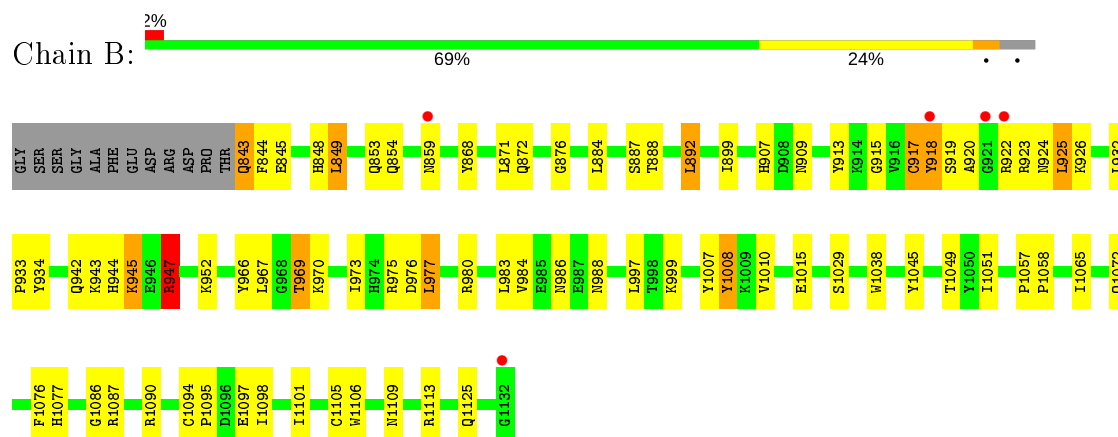 2%
Chain B:
69% 24% • •
GLY SER SER GLY ALA PHE GLU ASP ARG ASP PRO THR Q843 F844 E845 H848 L849 Q853 Q854 N859 Y868 L871 Q872 G876 L884 S887 T888 L892 I899 H907 D908 N909 Y913 K914 G915 V916 C917 Y918 S919 A920 G921 R922 R923 N924 L925 K926 I932
P933 Y934 Q942 K943 H944 K945 E946 R947 K952 Y966 L967 G968 T969 K970 I973 H974 R975 D976 L977 R980 L983 V984 E985 N986 E987 N988 L997 T998 K999 Y1007 Y1008 K1009 V1010 E1015 S1029 W1038 Y1045 T1049 Y1050 I1051 P1057 P1058 I1065 Q1072
F1076 H1077 G1086 R1087 R1090 C1094 P1095 D1096 E1097 I1098 I1101 C1105 W1106 N1109 R1113 Q1125 G1132